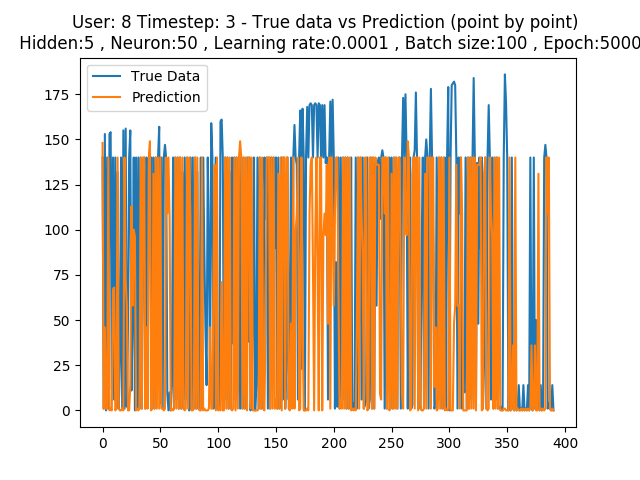 User: 8 Timestep: 3 - True data vs Prediction (point by point)
Hidden:5 , Neuron:50 , Learning rate:0.0001 , Batch size:100 , Epoch:5000
True Data
Prediction
175
150
125
100
75
50
25
0
0 50 100 150 200 250 300 350 400